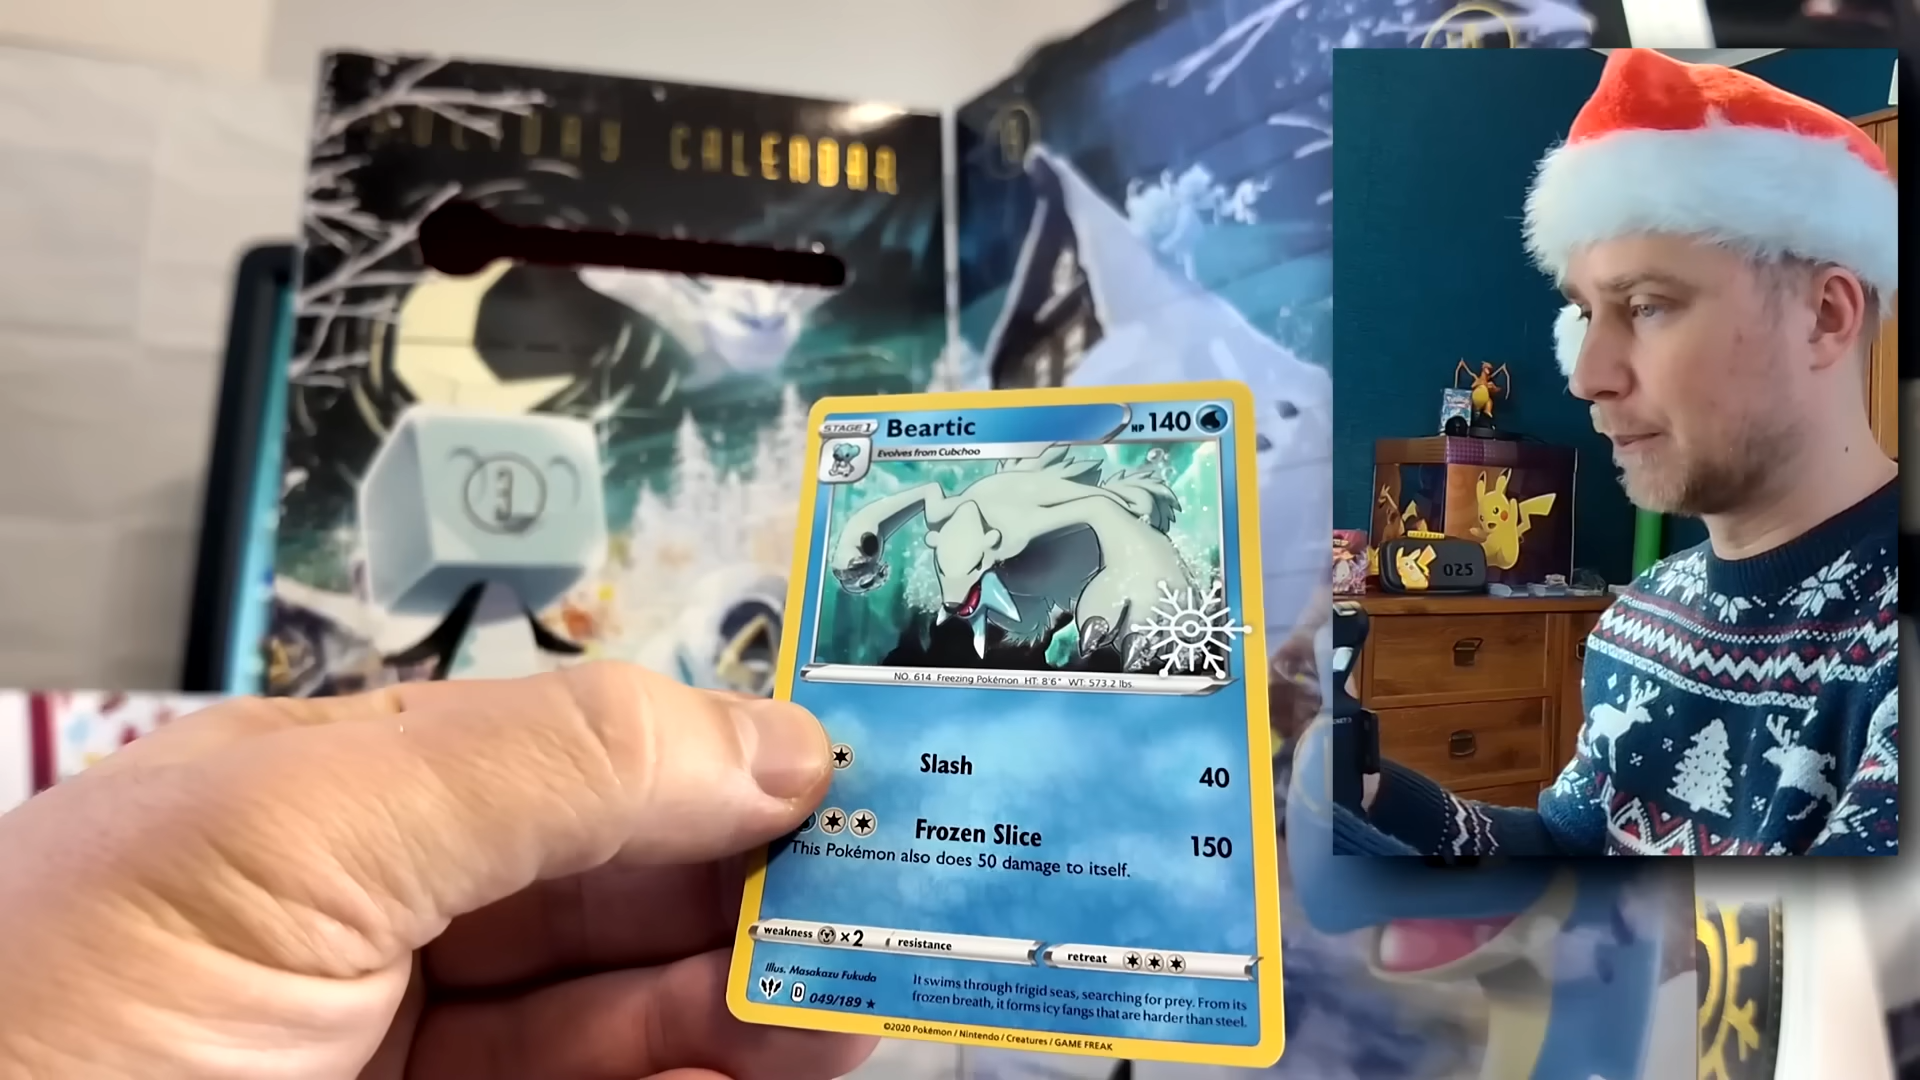 HOLIDAY CALENDAR
3
STAGE 1 Beartic HP 140
Evolves from Cubchoo
NO. 614 Freezing Pokémon HT: 8'6" WT: 573.2 lbs.
Slash 40
Frozen Slice 150
This Pokémon also does 50 damage to itself.
weakness ×2 resistance retreat
Illus. Masakazu Fukuda
D 049/189 ★
It swims through frigid seas, searching for prey. From its
frozen breath, it forms icy fangs that are harder than steel.
©2020 Pokémon / Nintendo / Creatures / GAME FREAK
025